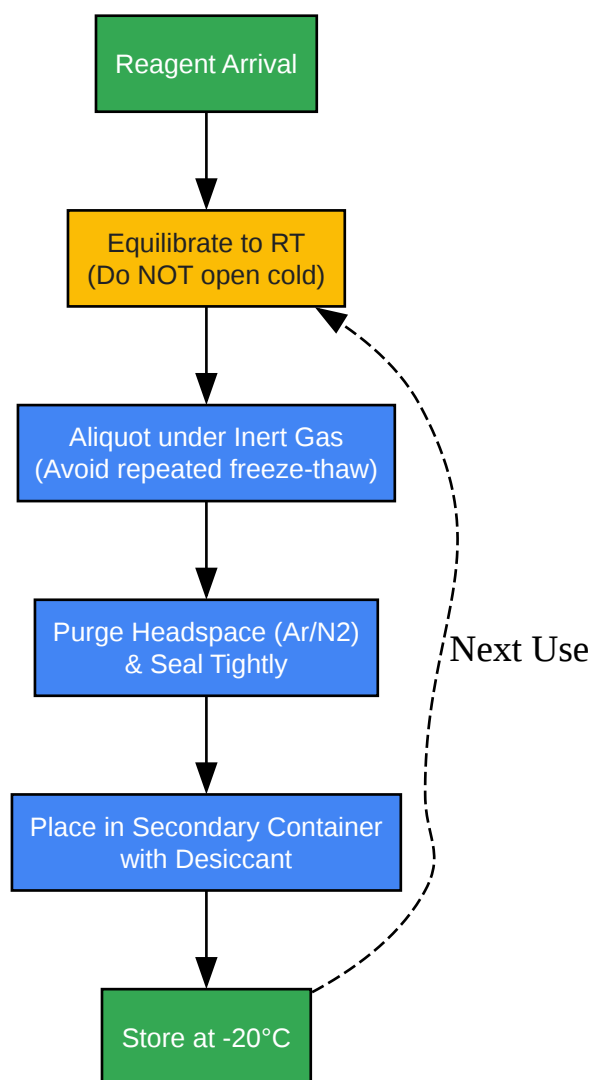 Reagent Arrival
Equilibrate to RT
(Do NOT open cold)
Aliquot under Inert Gas
(Avoid repeated freeze-thaw)
Purge Headspace (Ar/N2)
& Seal Tightly
Next Use
Place in Secondary Container
with Desiccant
Store at -20°C